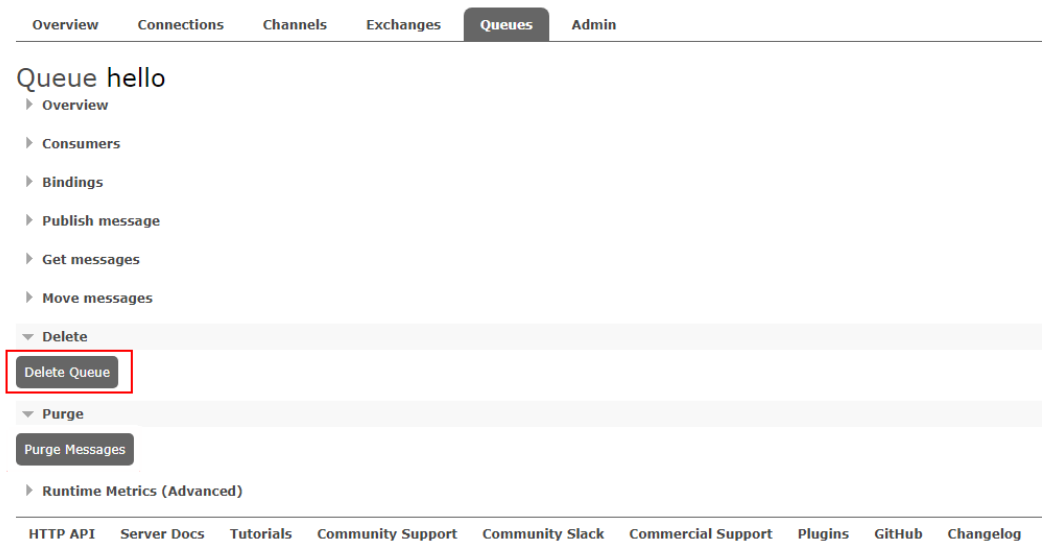 Overview Connections Channels Exchanges Queues Admin
Queue hello
Overview
Consumers
Bindings
Publish message
Get messages
Move messages
Delete
Delete Queue
Purge
Purge Messages
Runtime Metrics (Advanced)
HTTP API Server Docs Tutorials Community Support Community Slack Commercial Support Plugins GitHub Changelog